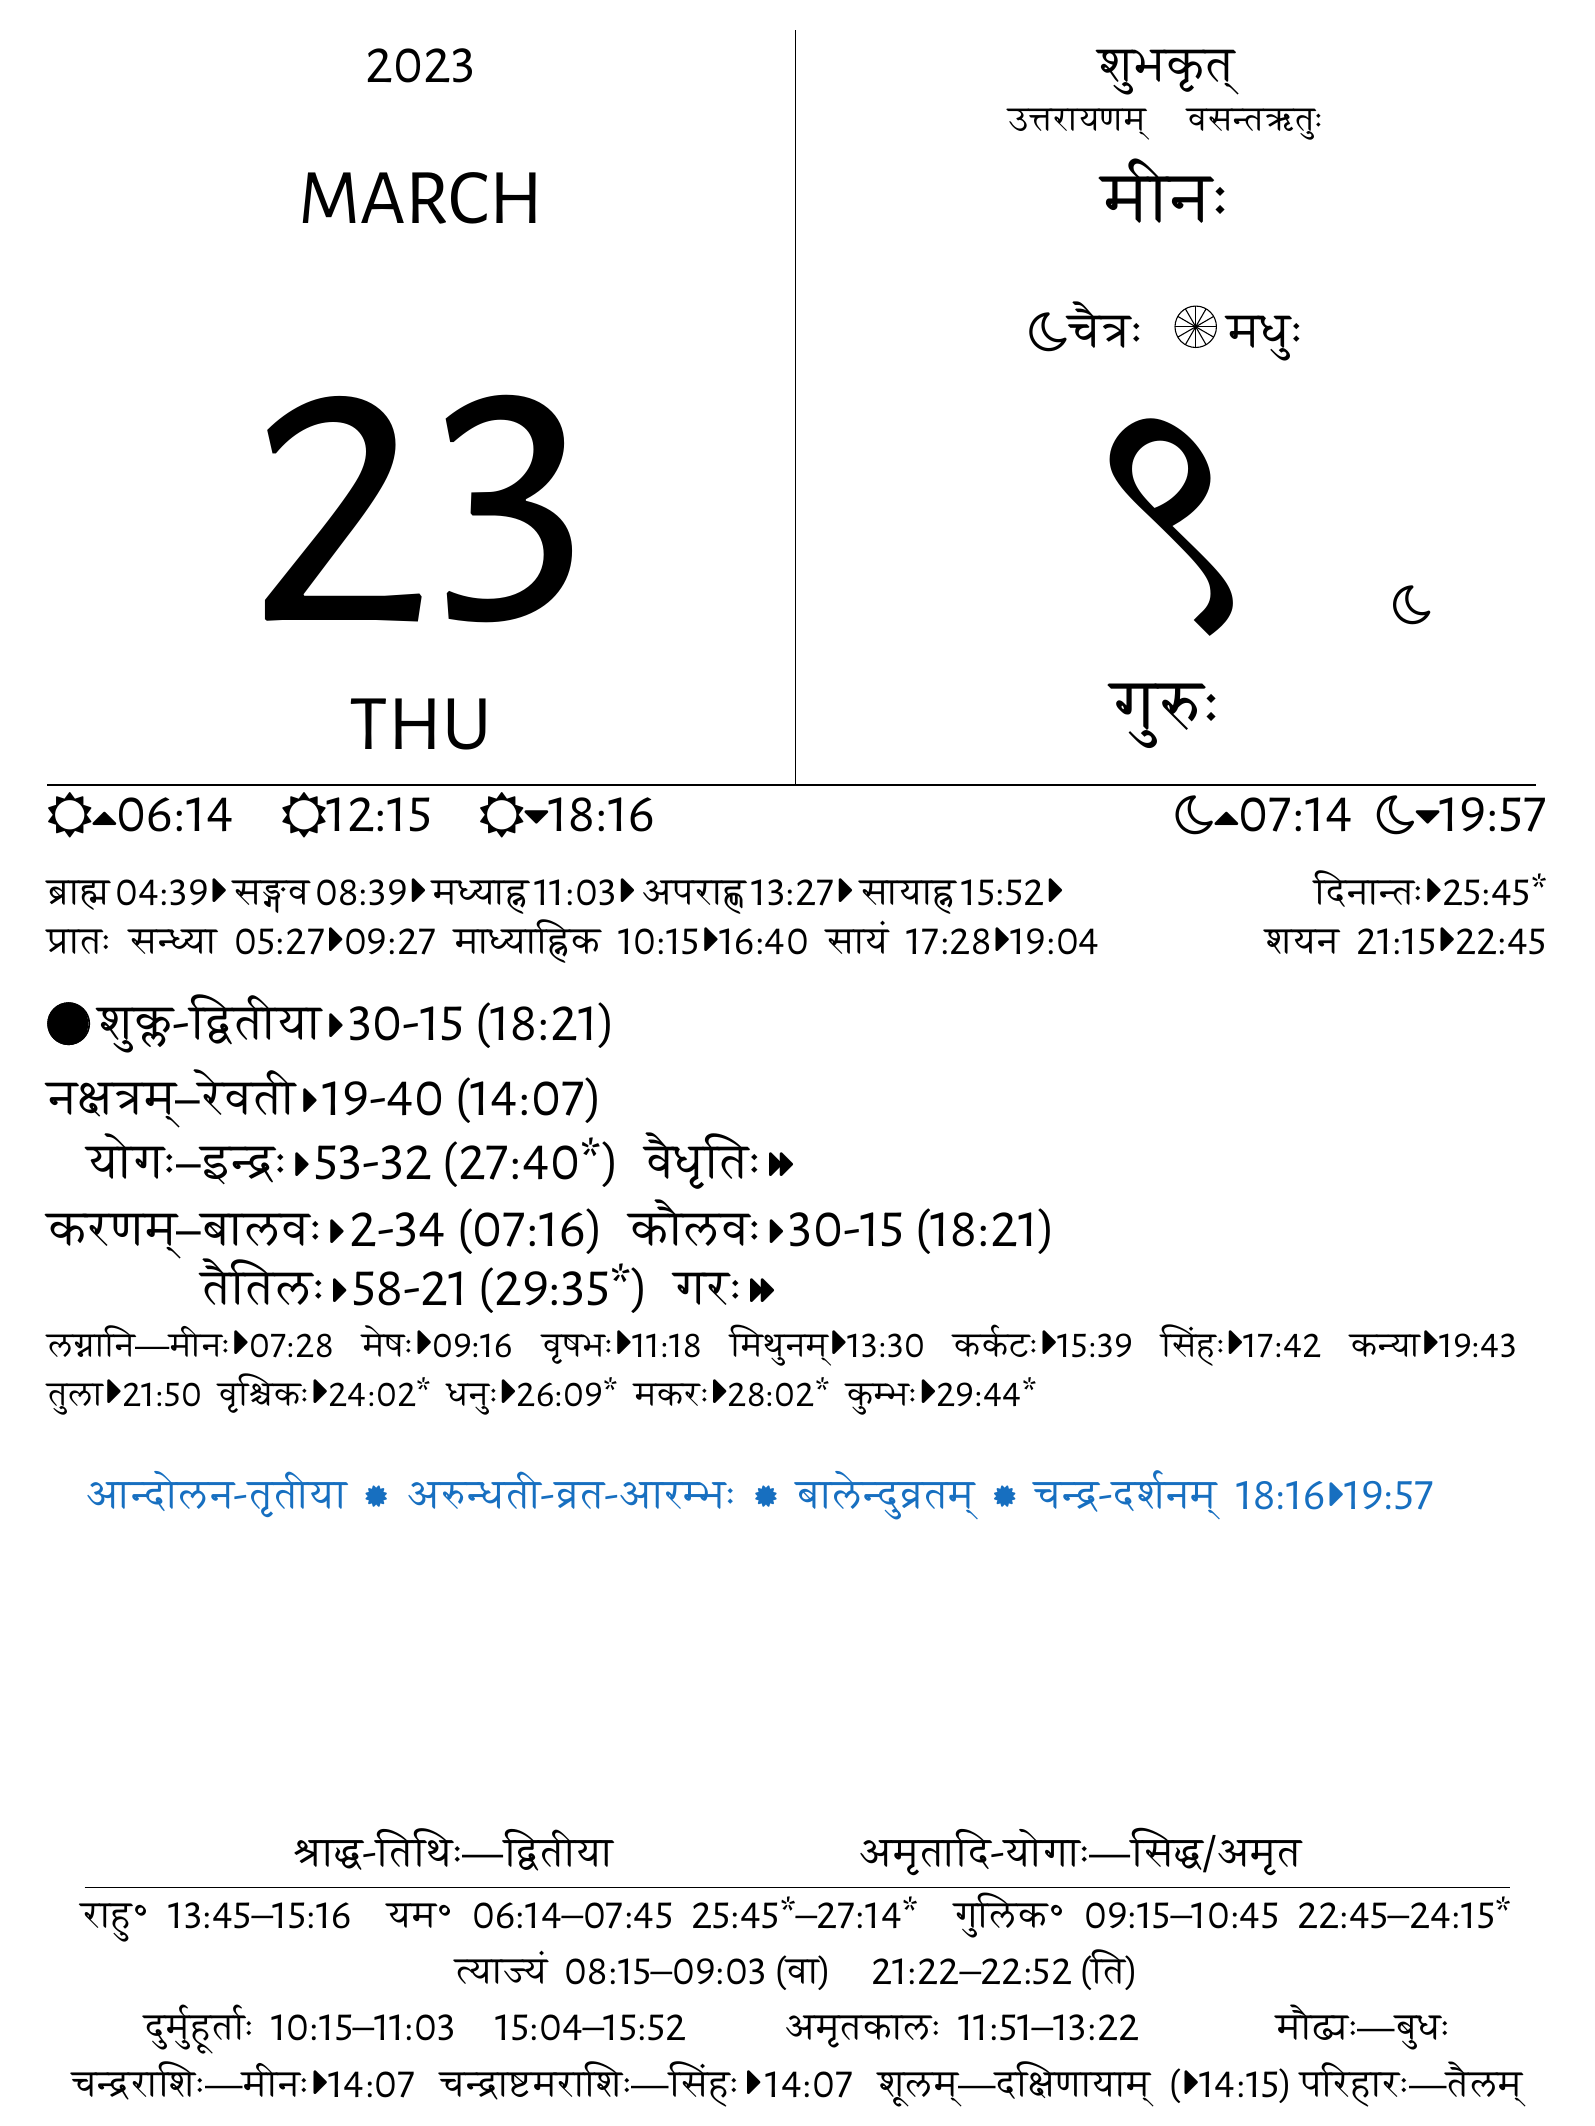 2023
MARCH
23
THU
शुभकृत्
उत्तरायणम् वसन्तऋतुः
मीनः
चैत्रः मधुः
९
गुरुः
06:14 12:15 18:16 07:14 19:57
ब्राह्म 04:39 सङ्गव 08:39 मध्याह्न 11:03 अपराह्ण 13:27 सायाह्न 15:52 दिनान्तः 25:45*
प्रातः सन्ध्या 05:27 09:27 माध्याह्निक 10:15 16:40 सायं 17:28 19:04 शयन 21:15 22:45
शुक्ल-द्वितीया 30-15 (18:21)
नक्षत्रम्–रेवती 19-40 (14:07)
योगः–इन्द्रः 53-32 (27:40*) वैधृतिः
करणम्–बालवः 2-34 (07:16) कौलवः 30-15 (18:21)
तैतिलः 58-21 (29:35*) गरः
लग्नानि—मीनः 07:28 मेषः 09:16 वृषभः 11:18 मिथुनम् 13:30 कर्कटः 15:39 सिंहः 17:42 कन्या 19:43
तुला 21:50 वृश्चिकः 24:02* धनुः 26:09* मकरः 28:02* कुम्भः 29:44*
आन्दोलन-तृतीया अरुन्धती-व्रत-आरम्भः बालेन्दुव्रतम् चन्द्र-दर्शनम् 18:16 19:57
श्राद्ध-तिथिः—द्वितीया अमृतादि-योगाः—सिद्ध/अमृत
राहु॰ 13:45–15:16 यम॰ 06:14–07:45 25:45*–27:14* गुलिक॰ 09:15–10:45 22:45–24:15*
त्याज्यं 08:15–09:03 (वा) 21:22–22:52 (ति)
दुर्मुहूर्ताः 10:15–11:03 15:04–15:52 अमृतकालः 11:51–13:22 मौढ्यः—बुधः
चन्द्रराशिः—मीनः 14:07 चन्द्राष्टमराशिः—सिंहः 14:07 शूलम्—दक्षिणायाम् (14:15) परिहारः—तैलम्